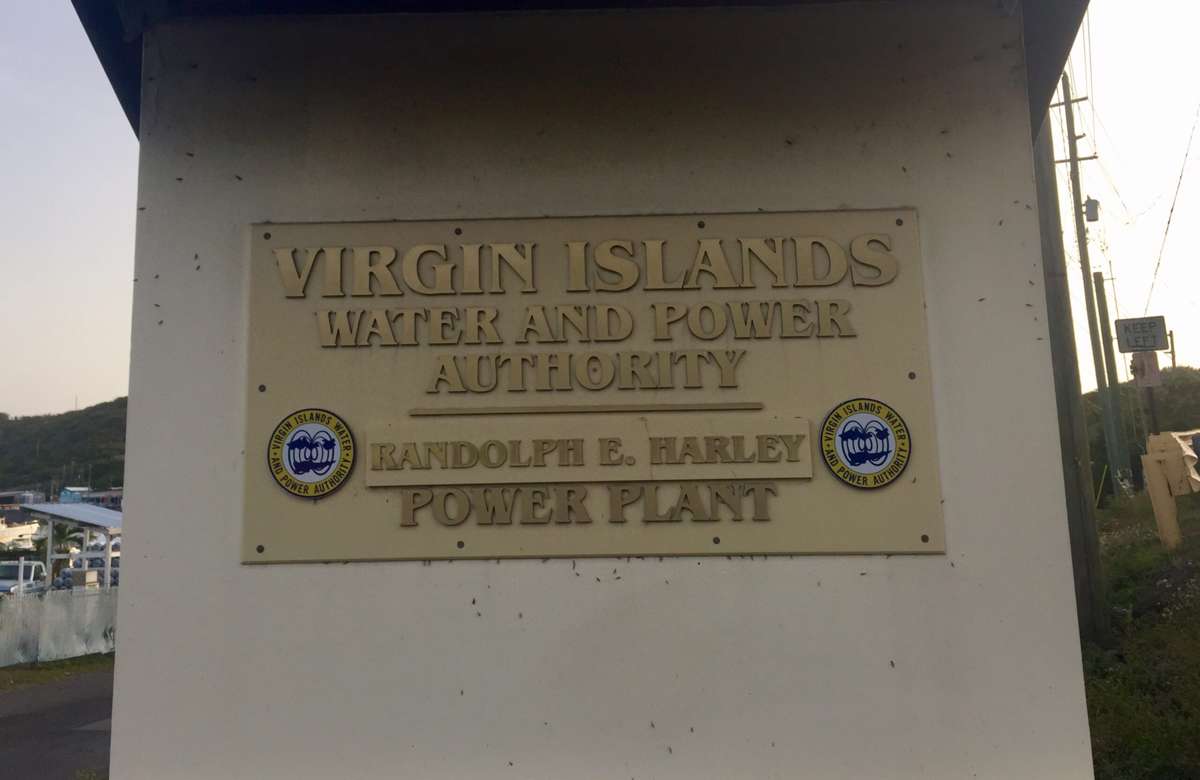 VIRGIN ISLANDS
WATER AND POWER
AUTHORITY
VIRGIN ISLANDS WATER
AND POWER AUTHORITY
RANDOLPH E. HARLEY
POWER PLANT
VIRGIN ISLANDS WATER
AND POWER AUTHORITY
KEEP
LEFT